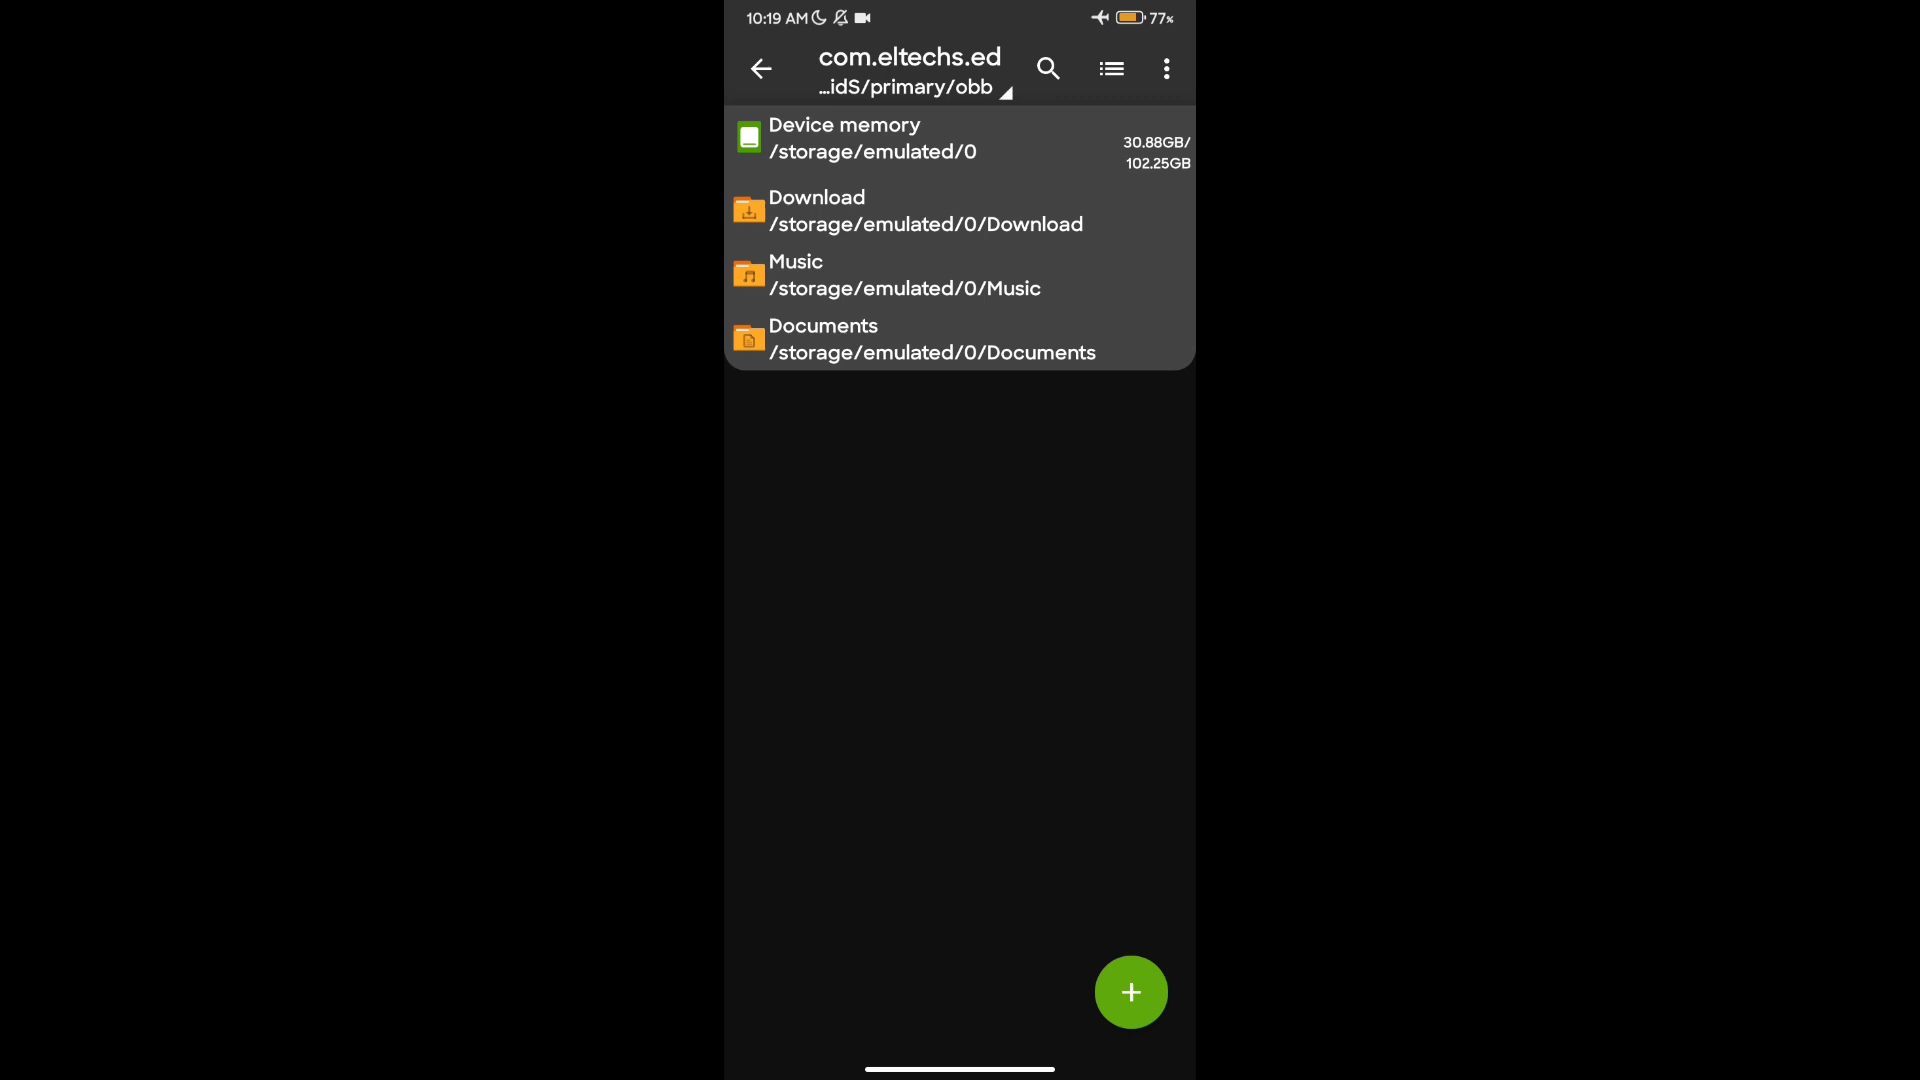 10:19 AM
77%
com.eltechs.ed
...idS/primary/obb
Device memory
/storage/emulated/0
30.88GB/
102.25GB
Download
/storage/emulated/0/Download
Music
/storage/emulated/0/Music
Documents
/storage/emulated/0/Documents